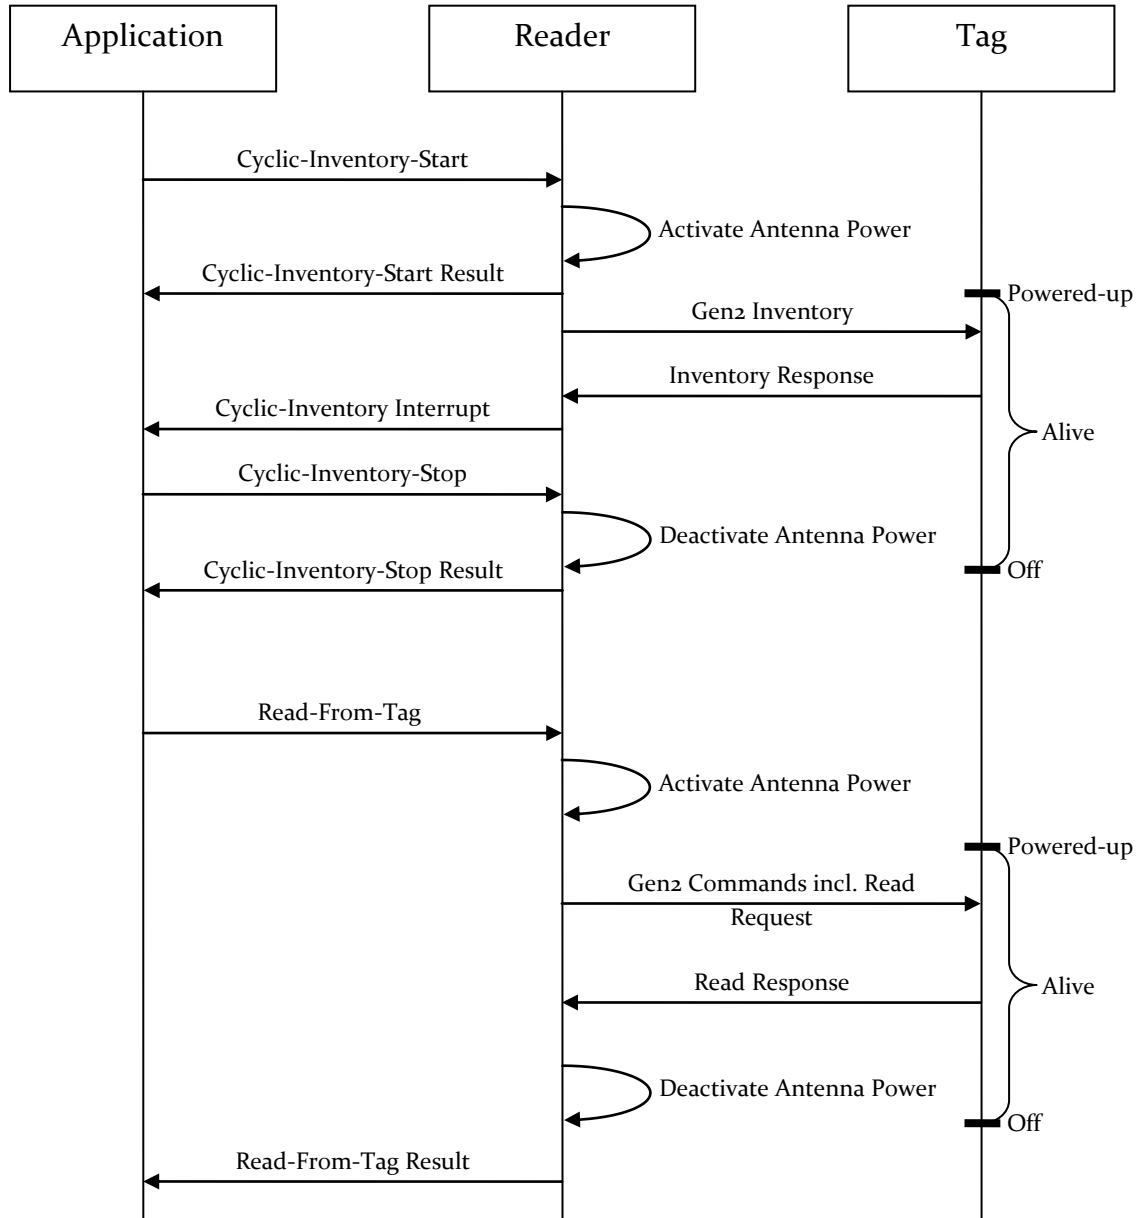 Application
Reader
Tag
Cyclic-Inventory-Start
Activate Antenna Power
Cyclic-Inventory-Start Result
Powered-up
Gen2 Inventory
Inventory Response
Cyclic-Inventory Interrupt
Alive
Cyclic-Inventory-Stop
Deactivate Antenna Power
Cyclic-Inventory-Stop Result
Off
Read-From-Tag
Activate Antenna Power
Powered-up
Gen2 Commands incl. Read
Request
Read Response
Alive
Deactivate Antenna Power
Off
Read-From-Tag Result